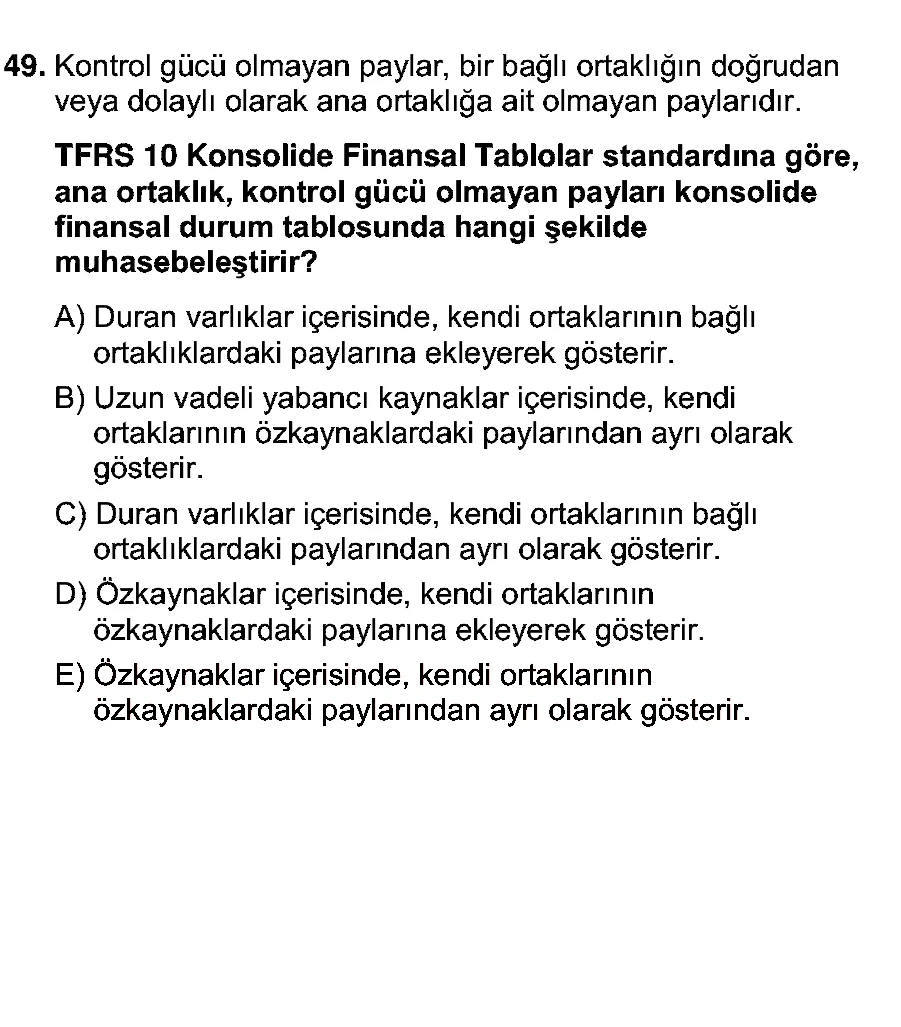 49. Kontrol gücü olmayan paylar, bir bağlı ortaklığın doğrudan
veya dolaylı olarak ana ortaklığa ait olmayan paylarıdır.
TFRS 10 Konsolide Finansal Tablolar standardına göre,
ana ortaklık, kontrol gücü olmayan payları konsolide
finansal durum tablosunda hangi şekilde
muhasebeleştirir?
A) Duran varlıklar içerisinde, kendi ortaklarının bağlı
ortaklıklardaki paylarına ekleyerek gösterir.
B) Uzun vadeli yabancı kaynaklar içerisinde, kendi
ortaklarının özkaynaklardaki paylarından ayrı olarak
gösterir.
C) Duran varlıklar içerisinde, kendi ortaklarının bağlı
ortaklıklardaki paylarından ayrı olarak gösterir.
D) Özkaynaklar içerisinde, kendi ortaklarının
özkaynaklardaki paylarına ekleyerek gösterir.
E) Özkaynaklar içerisinde, kendi ortaklarının
özkaynaklardaki paylarından ayrı olarak gösterir.